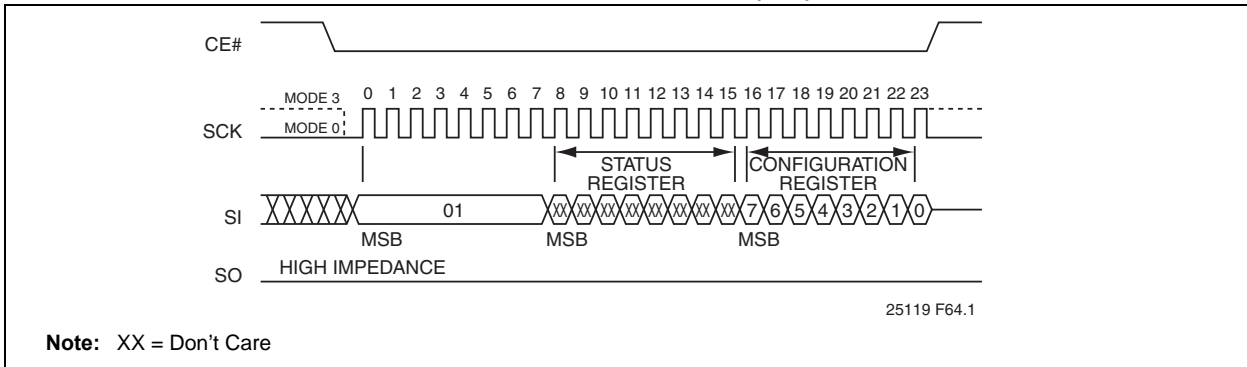 CE#
MODE 3
0 1 2 3 4 5 6 7 8 9 10 11 12 13 14 15 16 17 18 19 20 21 22 23
SCK
MODE 0
STATUS REGISTER
CONFIGURATION REGISTER
SI
01
XX XX XX XX XX XX XX XX
7 6 5 4 3 2 1 0
MSB
MSB
MSB
SO
HIGH IMPEDANCE
25119 F64.1
Note: XX = Don't Care